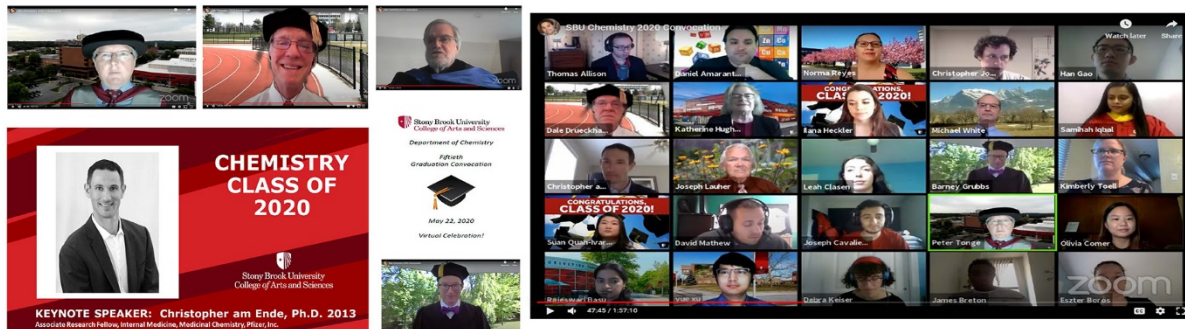 zoom
zoom
Stony Brook University
College of Arts and Sciences
Department of Chemistry
Fiftieth
Graduation Convocation
May 22, 2020
Virtual Celebration!
CHEMISTRY
CLASS OF
2020
Stony Brook University
College of Arts and Sciences
KEYNOTE SPEAKER: Christopher am Ende, Ph.D. 2013
Associate Research Fellow, Internal Medicine, Medicinal Chemistry, Pfizer, Inc.
SBU Chemistry 2020 Convocation
Watch later
Share
Thomas Allison
Daniel Amarant...
Norma Reyes
Christopher Jo...
Han Gao
CONGRATULATIONS,
CLASS OF 2020!
Dale Drueckha...
Katherine Hugh...
Ilana Heckler
Michael White
Samihah Iqbal
Christopher a...
Joseph Lauher
Leah Clasen
Barney Grubbs
Kimberly Toell
CONGRATULATIONS,
CLASS OF 2020!
Suan Quah-Ivar...
David Mathew
Joseph Cavalie...
Peter Tonge
Olivia Comer
Rajeswari Basu
yue xu
Debra Keiser
James Breton
Eszter Boros
zoom
47:45 / 1:57:10